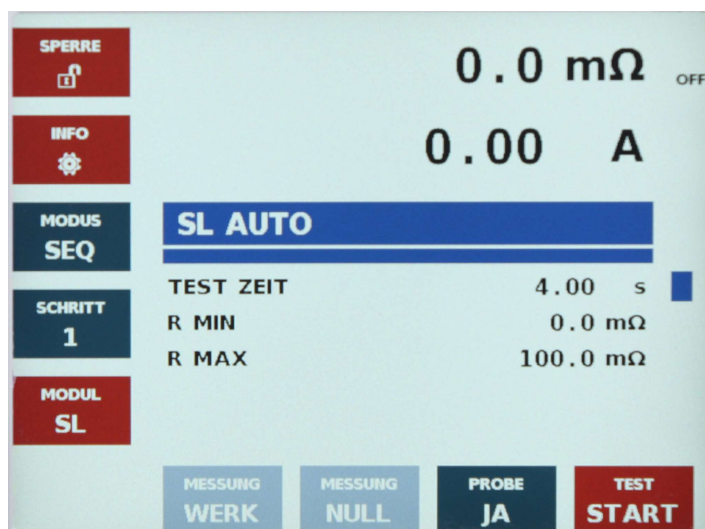 SPERRE
0.0 mΩ OFF
INFO
0.00 A
MODUS
SEQ
SL AUTO
SCHRITT
1
TEST ZEIT 4.00 s
R MIN 0.0 mΩ
R MAX 100.0 mΩ
MODUL
SL
MESSUNG
WERK
MESSUNG
NULL
PROBE
JA
TEST
START